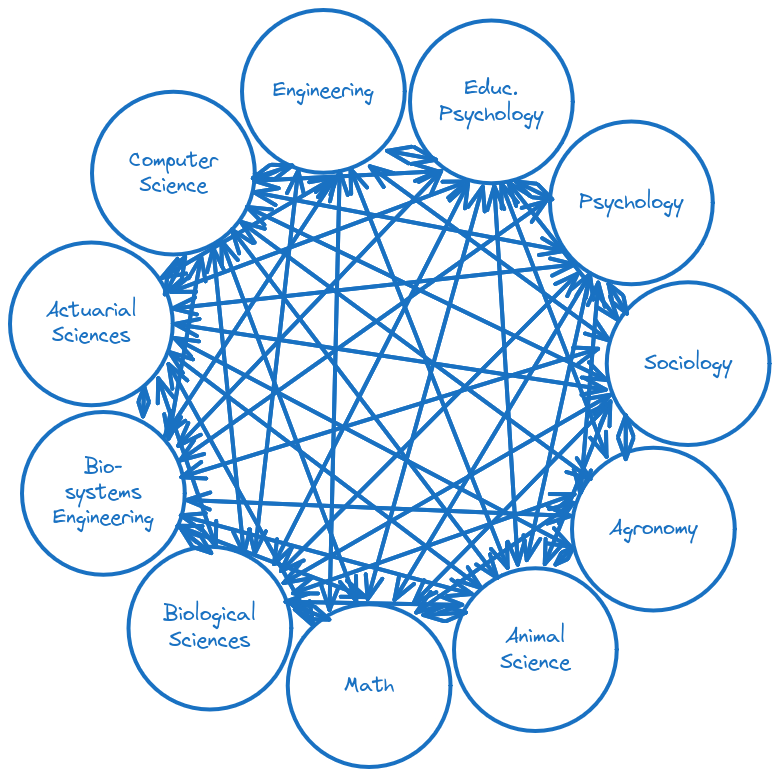 Engineering
Educ.
Psychology
Computer
Science
Psychology
Actuarial
Sciences
Sociology
Bio-
systems
Engineering
Agronomy
Biological
Sciences
Animal
Science
Math